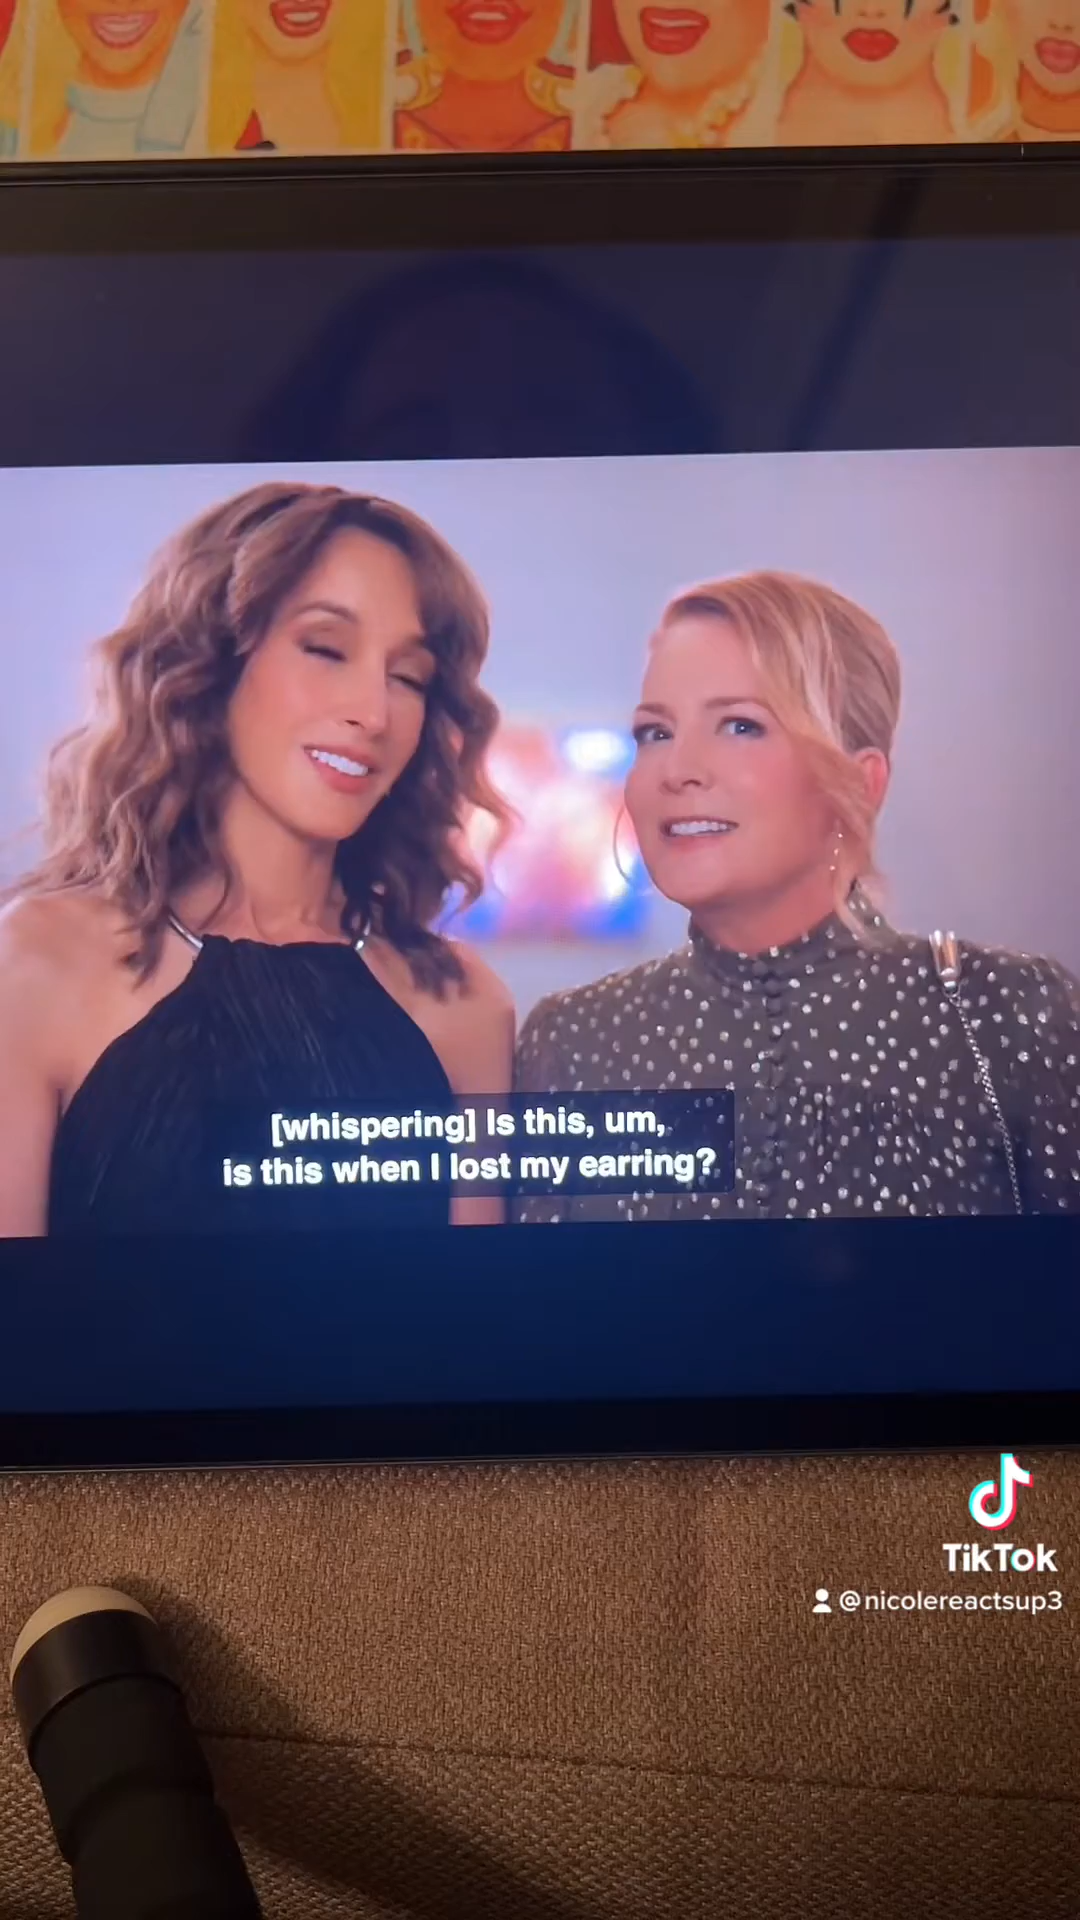 [whispering] Is this, um,
is this when I lost my earring?
TikTok
@nicolereactsup3